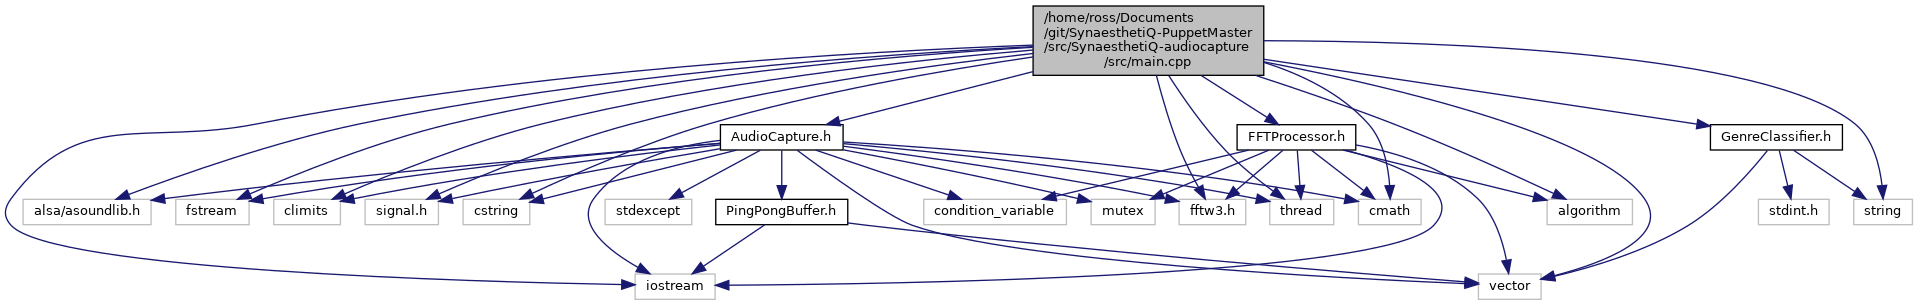 /home/ross/Documents
/git/SynaesthetiQ-PuppetMaster
/src/SynaesthetiQ-audiocapture
/src/main.cpp
AudioCapture.h
FFTProcessor.h
GenreClassifier.h
alsa/asoundlib.h
fstream
climits
signal.h
cstring
stdexcept
PingPongBuffer.h
condition_variable
mutex
fftw3.h
thread
cmath
algorithm
stdint.h
string
iostream
vector